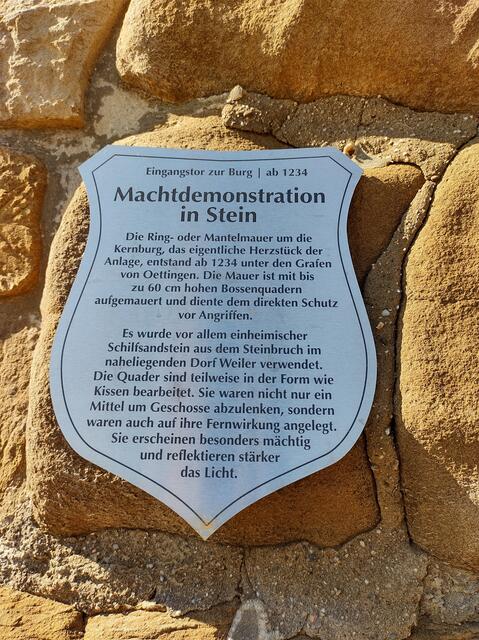 Eingangstor zur Burg | ab 1234
Machtdemonstration
in Stein
Die Ring- oder Mantelmauer um die
Kernburg, das eigentliche Herzstück der
Anlage, entstand ab 1234 unter den Grafen
von Oettingen. Die Mauer ist mit bis
zu 60 cm hohen Bossenquadern
aufgemauert und diente dem direkten Schutz
vor Angriffen.
Es wurde vor allem einheimischer
Schilfsandstein aus dem Steinbruch im
naheliegenden Dorf Weiler verwendet.
Die Quader sind teilweise in der Form wie
Kissen bearbeitet. Sie waren nicht nur ein
Mittel um Geschosse abzulenken, sondern
waren auch auf ihre Fernwirkung angelegt.
Sie erscheinen besonders mächtig
und reflektieren stärker
das Licht.